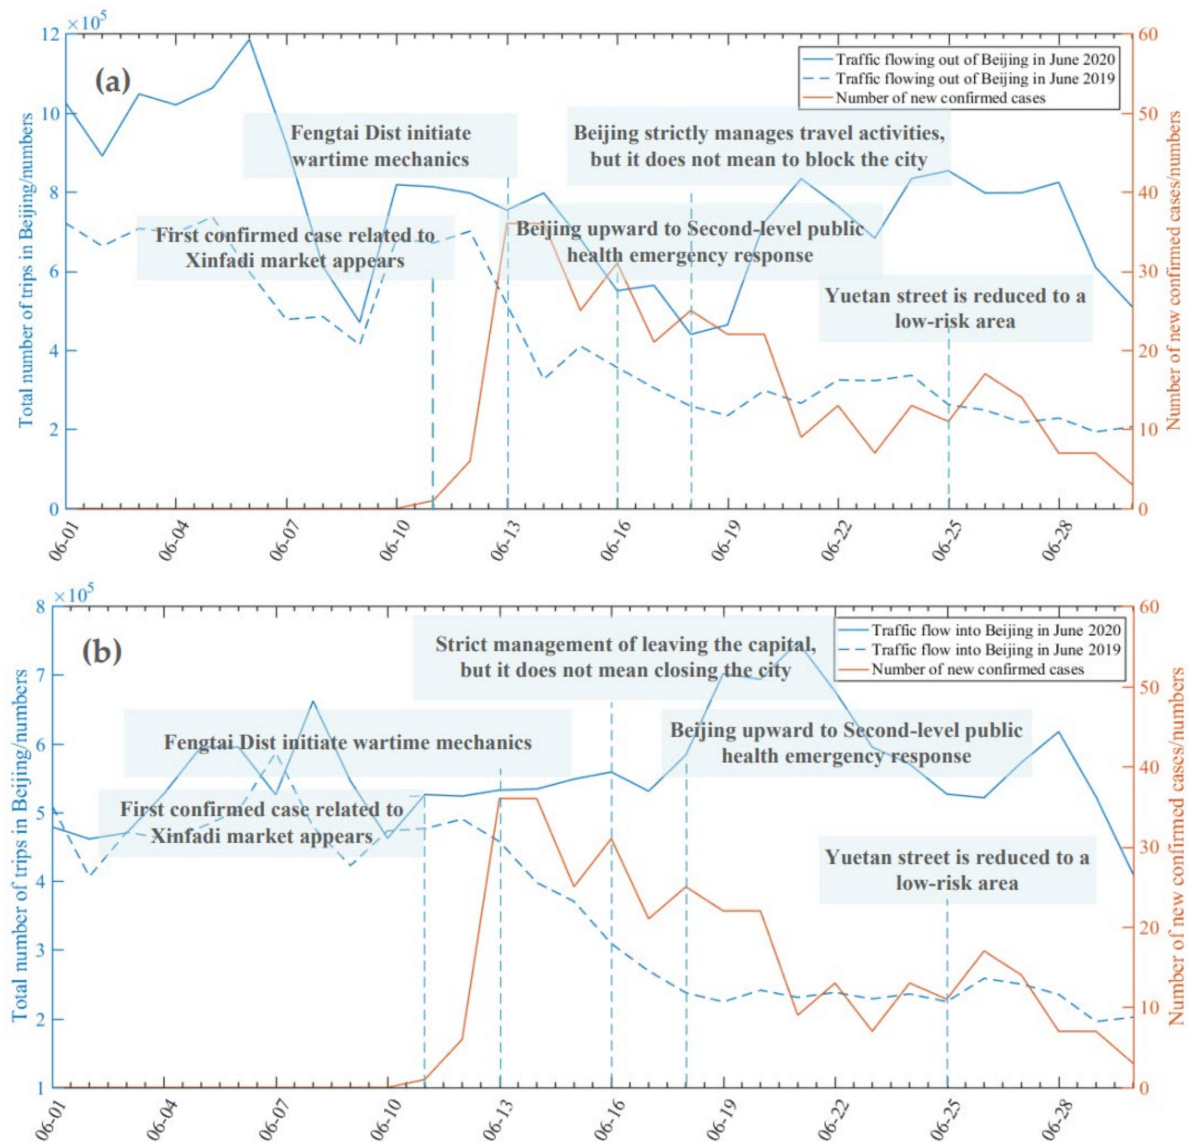 ×10⁵
12
10
8
6
4
2
0
Total number of trips in Beijing/numbers
(a)
Traffic flowing out of Beijing in June 2020
Traffic flowing out of Beijing in June 2019
Number of new confirmed cases
Fengtai Dist initiate
wartime mechanics
Beijing strictly manages travel activities,
but it does not mean to block the city
First confirmed case related to
Xinfadi market appears
Beijing upward to Second-level public
health emergency response
Yuetan street is reduced to a
low-risk area
60
50
40
30
20
10
0
Number of new confirmed cases/numbers
06-01
06-04
06-07
06-10
06-13
06-16
06-19
06-22
06-25
06-28
×10⁵
8
7
6
5
4
3
2
1
Total number of trips in Beijing/numbers
(b)
Strict management of leaving the capital,
but it does not mean closing the city
Traffic flow into Beijing in June 2020
Traffic flow into Beijing in June 2019
Number of new confirmed cases
Fengtai Dist initiate wartime mechanics
Beijing upward to Second-level public
health emergency response
First confirmed case related to
Xinfadi market appears
Yuetan street is reduced to a
low-risk area
60
50
40
30
20
10
0
Number of new confirmed cases/numbers
06-01
06-04
06-07
06-10
06-13
06-16
06-19
06-22
06-25
06-28